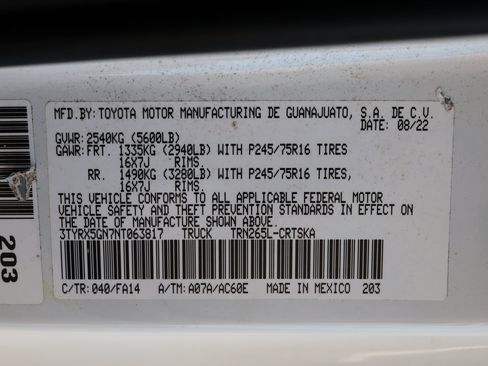 MFD.BY:TOYOTA MOTOR MANUFACTURING DE GUANAJUATO, S.A. DE C.V.
DATE: 08/22
GVWR:2540KG (5600LB)
GAWR:FRT. 1335KG (2940LB) WITH P245/75R16 TIRES
16X7J RIMS.
RR. 1490KG (3280LB) WITH P245/75R16 TIRES,
16X7J RIMS,
THIS VEHICLE CONFORMS TO ALL APPLICABLE FEDERAL MOTOR
VEHICLE SAFETY AND THEFT PREVENTION STANDARDS IN EFFECT ON
THE DATE OF MANUFACTURE SHOWN ABOVE.
3TYRX5GN7NT063817 TRUCK TRN265L-CRTSKA
C/TR:040/FA14 A/TM:A07A/AC60E MADE IN MEXICO 203
203